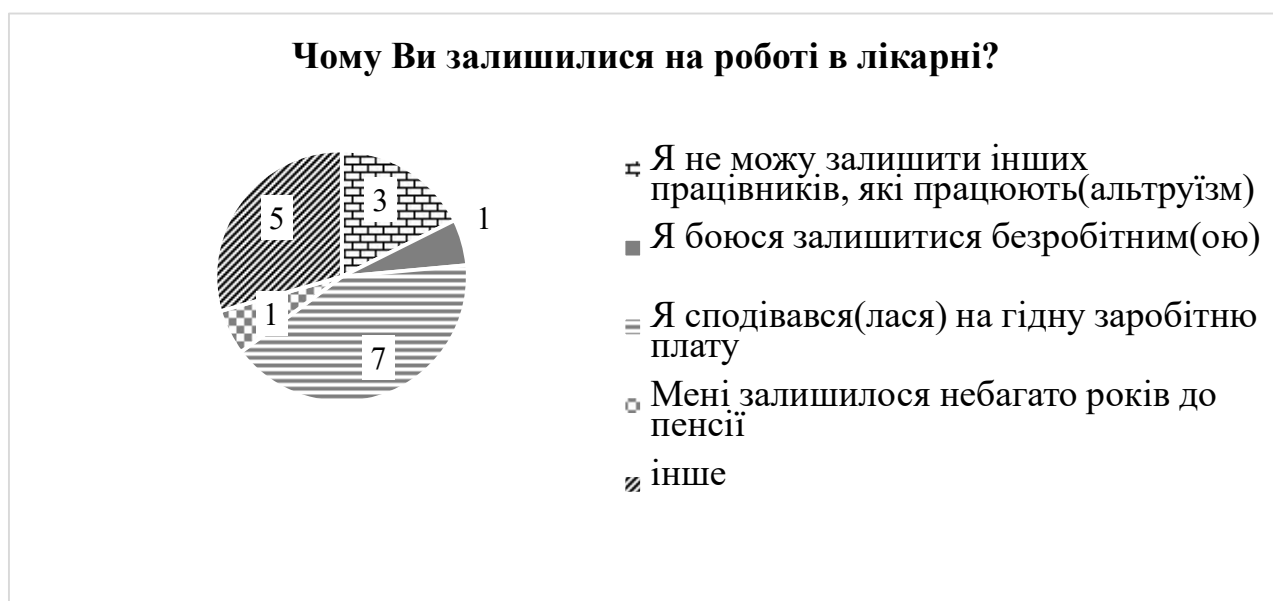 Чому Ви залишилися на роботі в лікарні?
3
1
5
1
7
Я не можу залишити інших
працівників, які працюють(альтруїзм)
Я боюся залишитися безробітним(ою)
Я сподівався(лася) на гідну заробітню
плату
Мені залишилося небагато років до
пенсії
інше